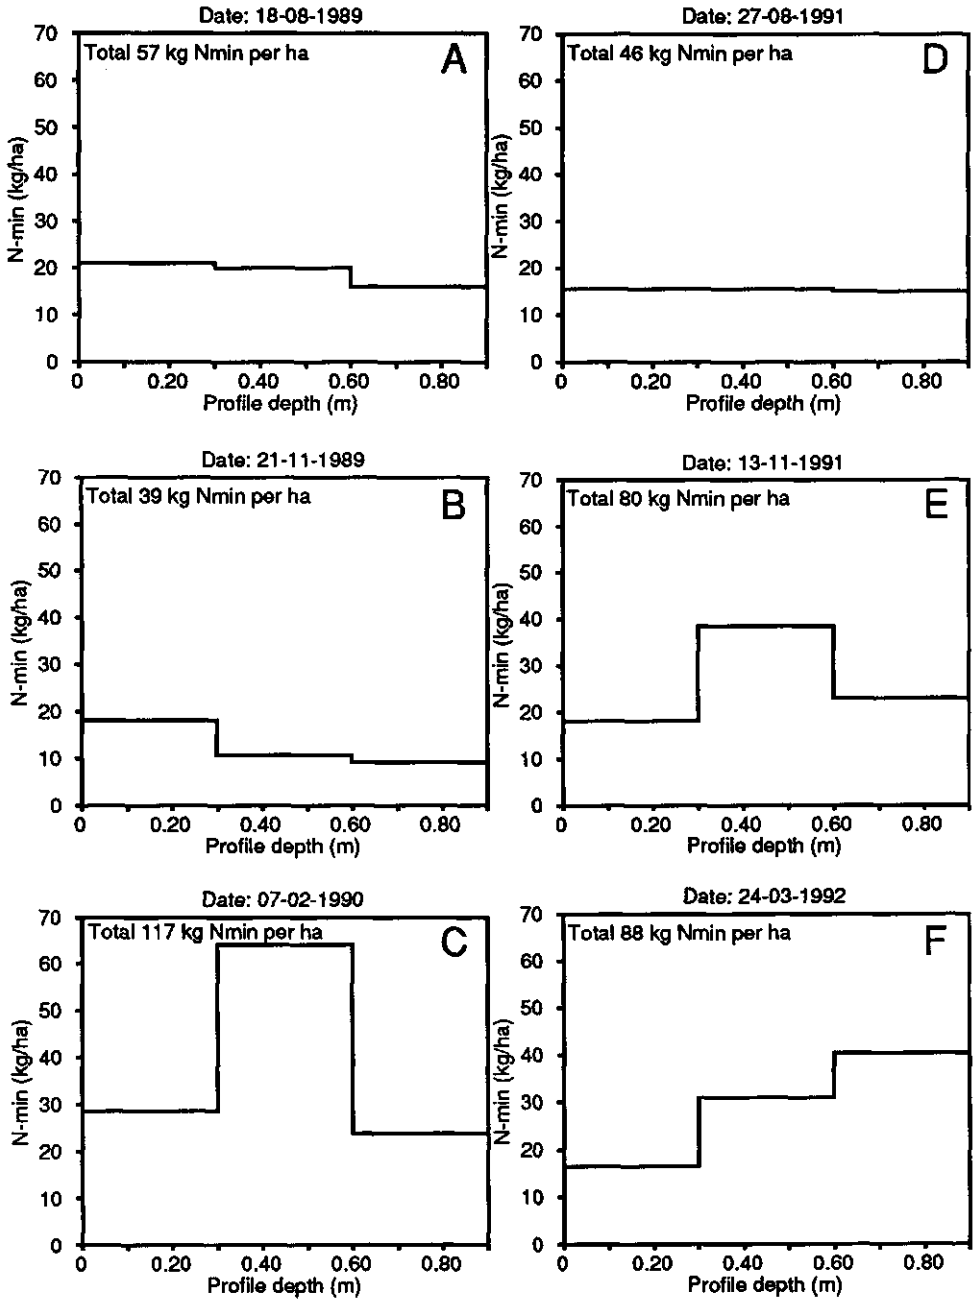 Date: 18-08-1989
Total 57 kg Nmin per ha
A
70
60
50
40
30
20
10
0
N-min (kg/ha)
0 0.20 0.40 0.60 0.80
Profile depth (m)
Date: 27-08-1991
Total 46 kg Nmin per ha
D
70
60
50
40
30
20
10
0
N-min (kg/ha)
0 0.20 0.40 0.60 0.80
Profile depth (m)
Date: 21-11-1989
Total 39 kg Nmin per ha
B
70
60
50
40
30
20
10
0
N-min (kg/ha)
0 0.20 0.40 0.60 0.80
Profile depth (m)
Date: 13-11-1991
Total 80 kg Nmin per ha
E
70
60
50
40
30
20
10
0
N-min (kg/ha)
0 0.20 0.40 0.60 0.80
Profile depth (m)
Date: 07-02-1990
Total 117 kg Nmin per ha
C
70
60
50
40
30
20
10
0
N-min (kg/ha)
0 0.20 0.40 0.60 0.80
Profile depth (m)
Date: 24-03-1992
Total 88 kg Nmin per ha
F
70
60
50
40
30
20
10
0
N-min (kg/ha)
0 0.20 0.40 0.60 0.80
Profile depth (m)